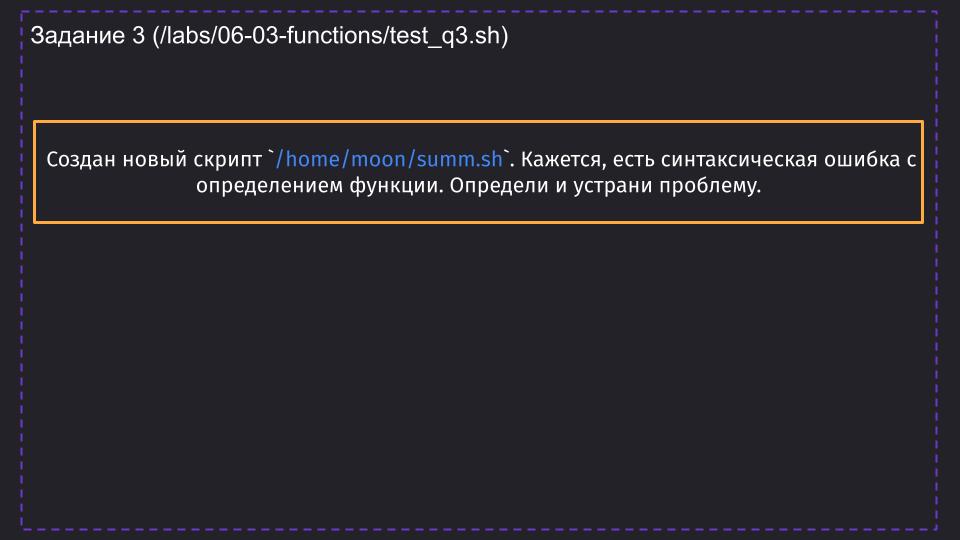 Задание 3 (/labs/06-03-functions/test_q3.sh)
Создан новый скрипт `/home/moon/summ.sh`. Кажется, есть синтаксическая ошибка с
определением функции. Определи и устрани проблему.